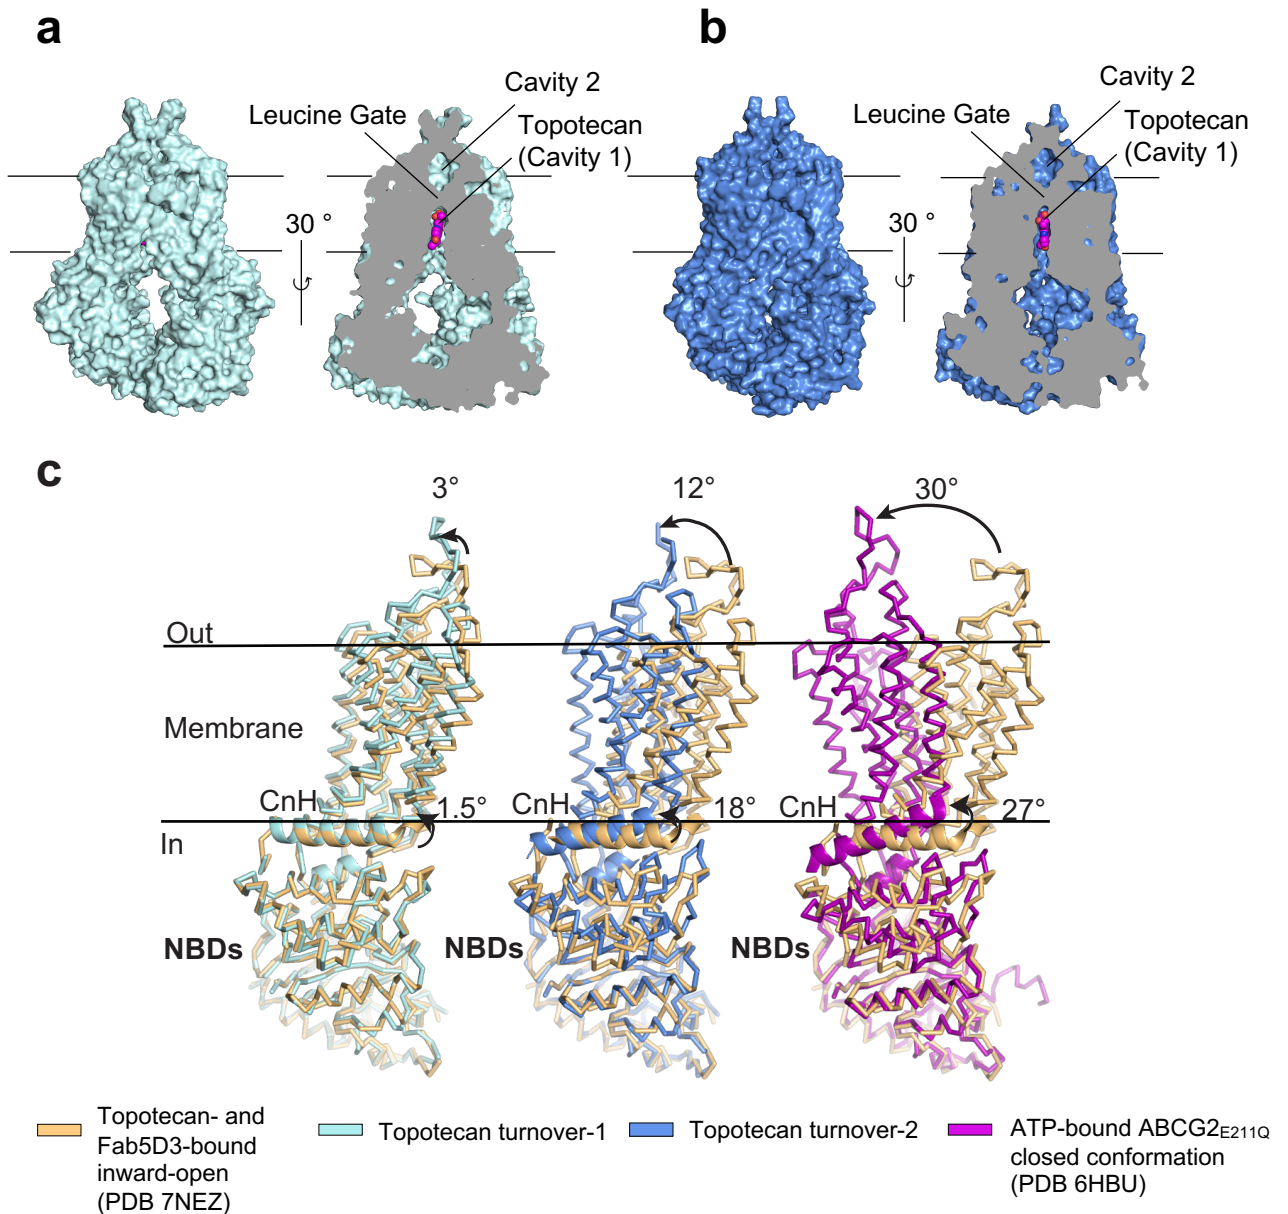 a
b
Cavity 2
Leucine Gate
Topotecan
(Cavity 1)
30 °
Cavity 2
Leucine Gate
Topotecan
(Cavity 1)
30 °
c
3°
12°
30°
Out
Membrane
CnH
1.5°
CnH
18°
CnH
27°
In
NBDs
NBDs
NBDs
Topotecan- and
Fab5D3-bound
inward-open
(PDB 7NEZ)
Topotecan turnover-1
Topotecan turnover-2
ATP-bound ABCG2E211Q
closed conformation
(PDB 6HBU)